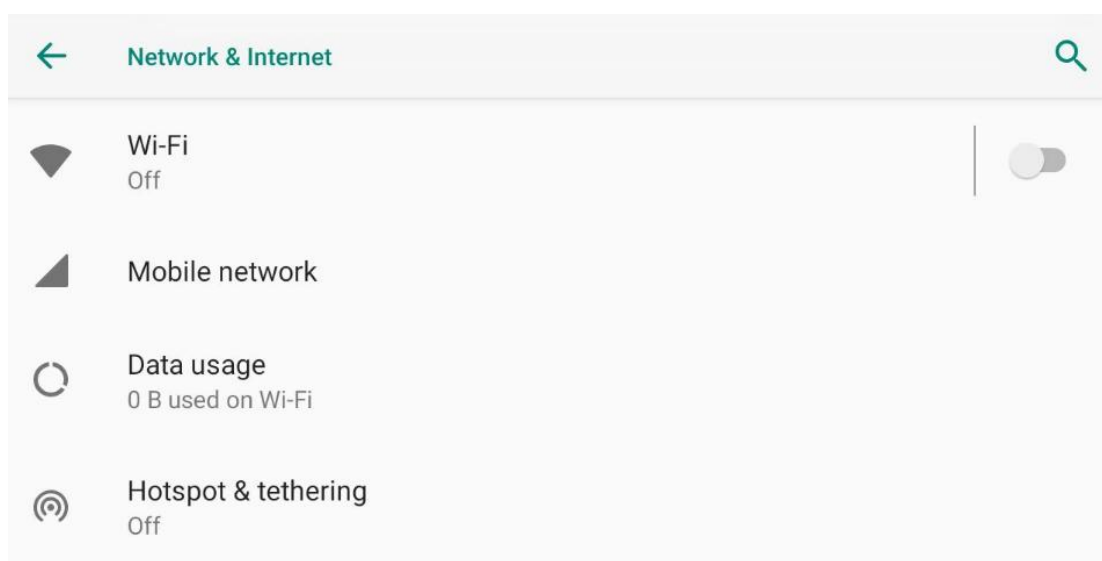 Network & Internet
Wi-Fi
Off
Mobile network
Data usage
0 B used on Wi-Fi
Hotspot & tethering
Off